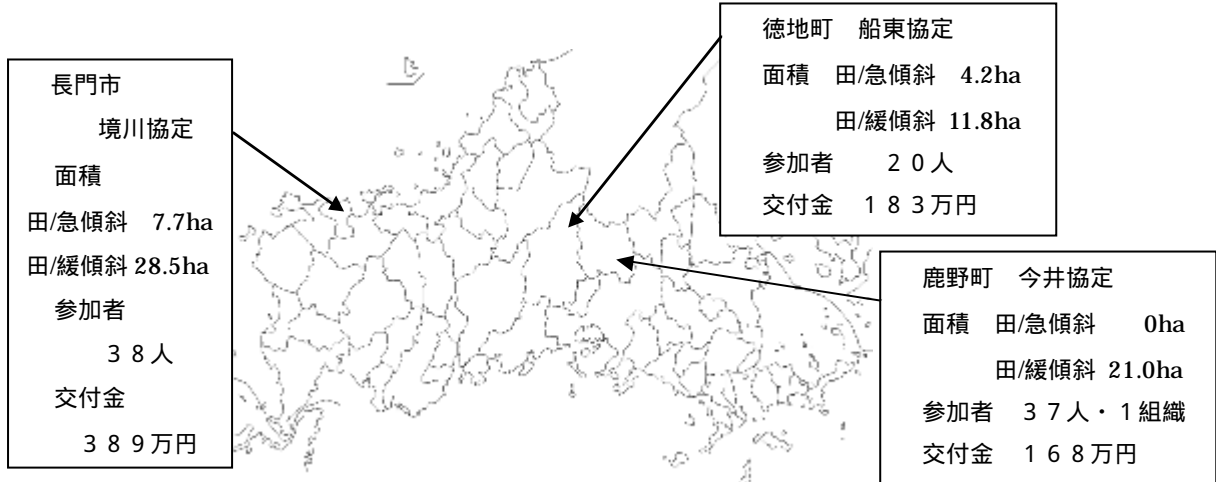 長門市
境川協定
面積
田/急傾斜 7.7ha
田/緩傾斜 28.5ha
参加者
３８人
交付金
３８９万円
徳地町 船東協定
面積 田/急傾斜 4.2ha
田/緩傾斜 11.8ha
参加者 ２０人
交付金 １８３万円
鹿野町 今井協定
面積 田/急傾斜 0ha
田/緩傾斜 21.0ha
参加者 ３７人・１組織
交付金 １６８万円